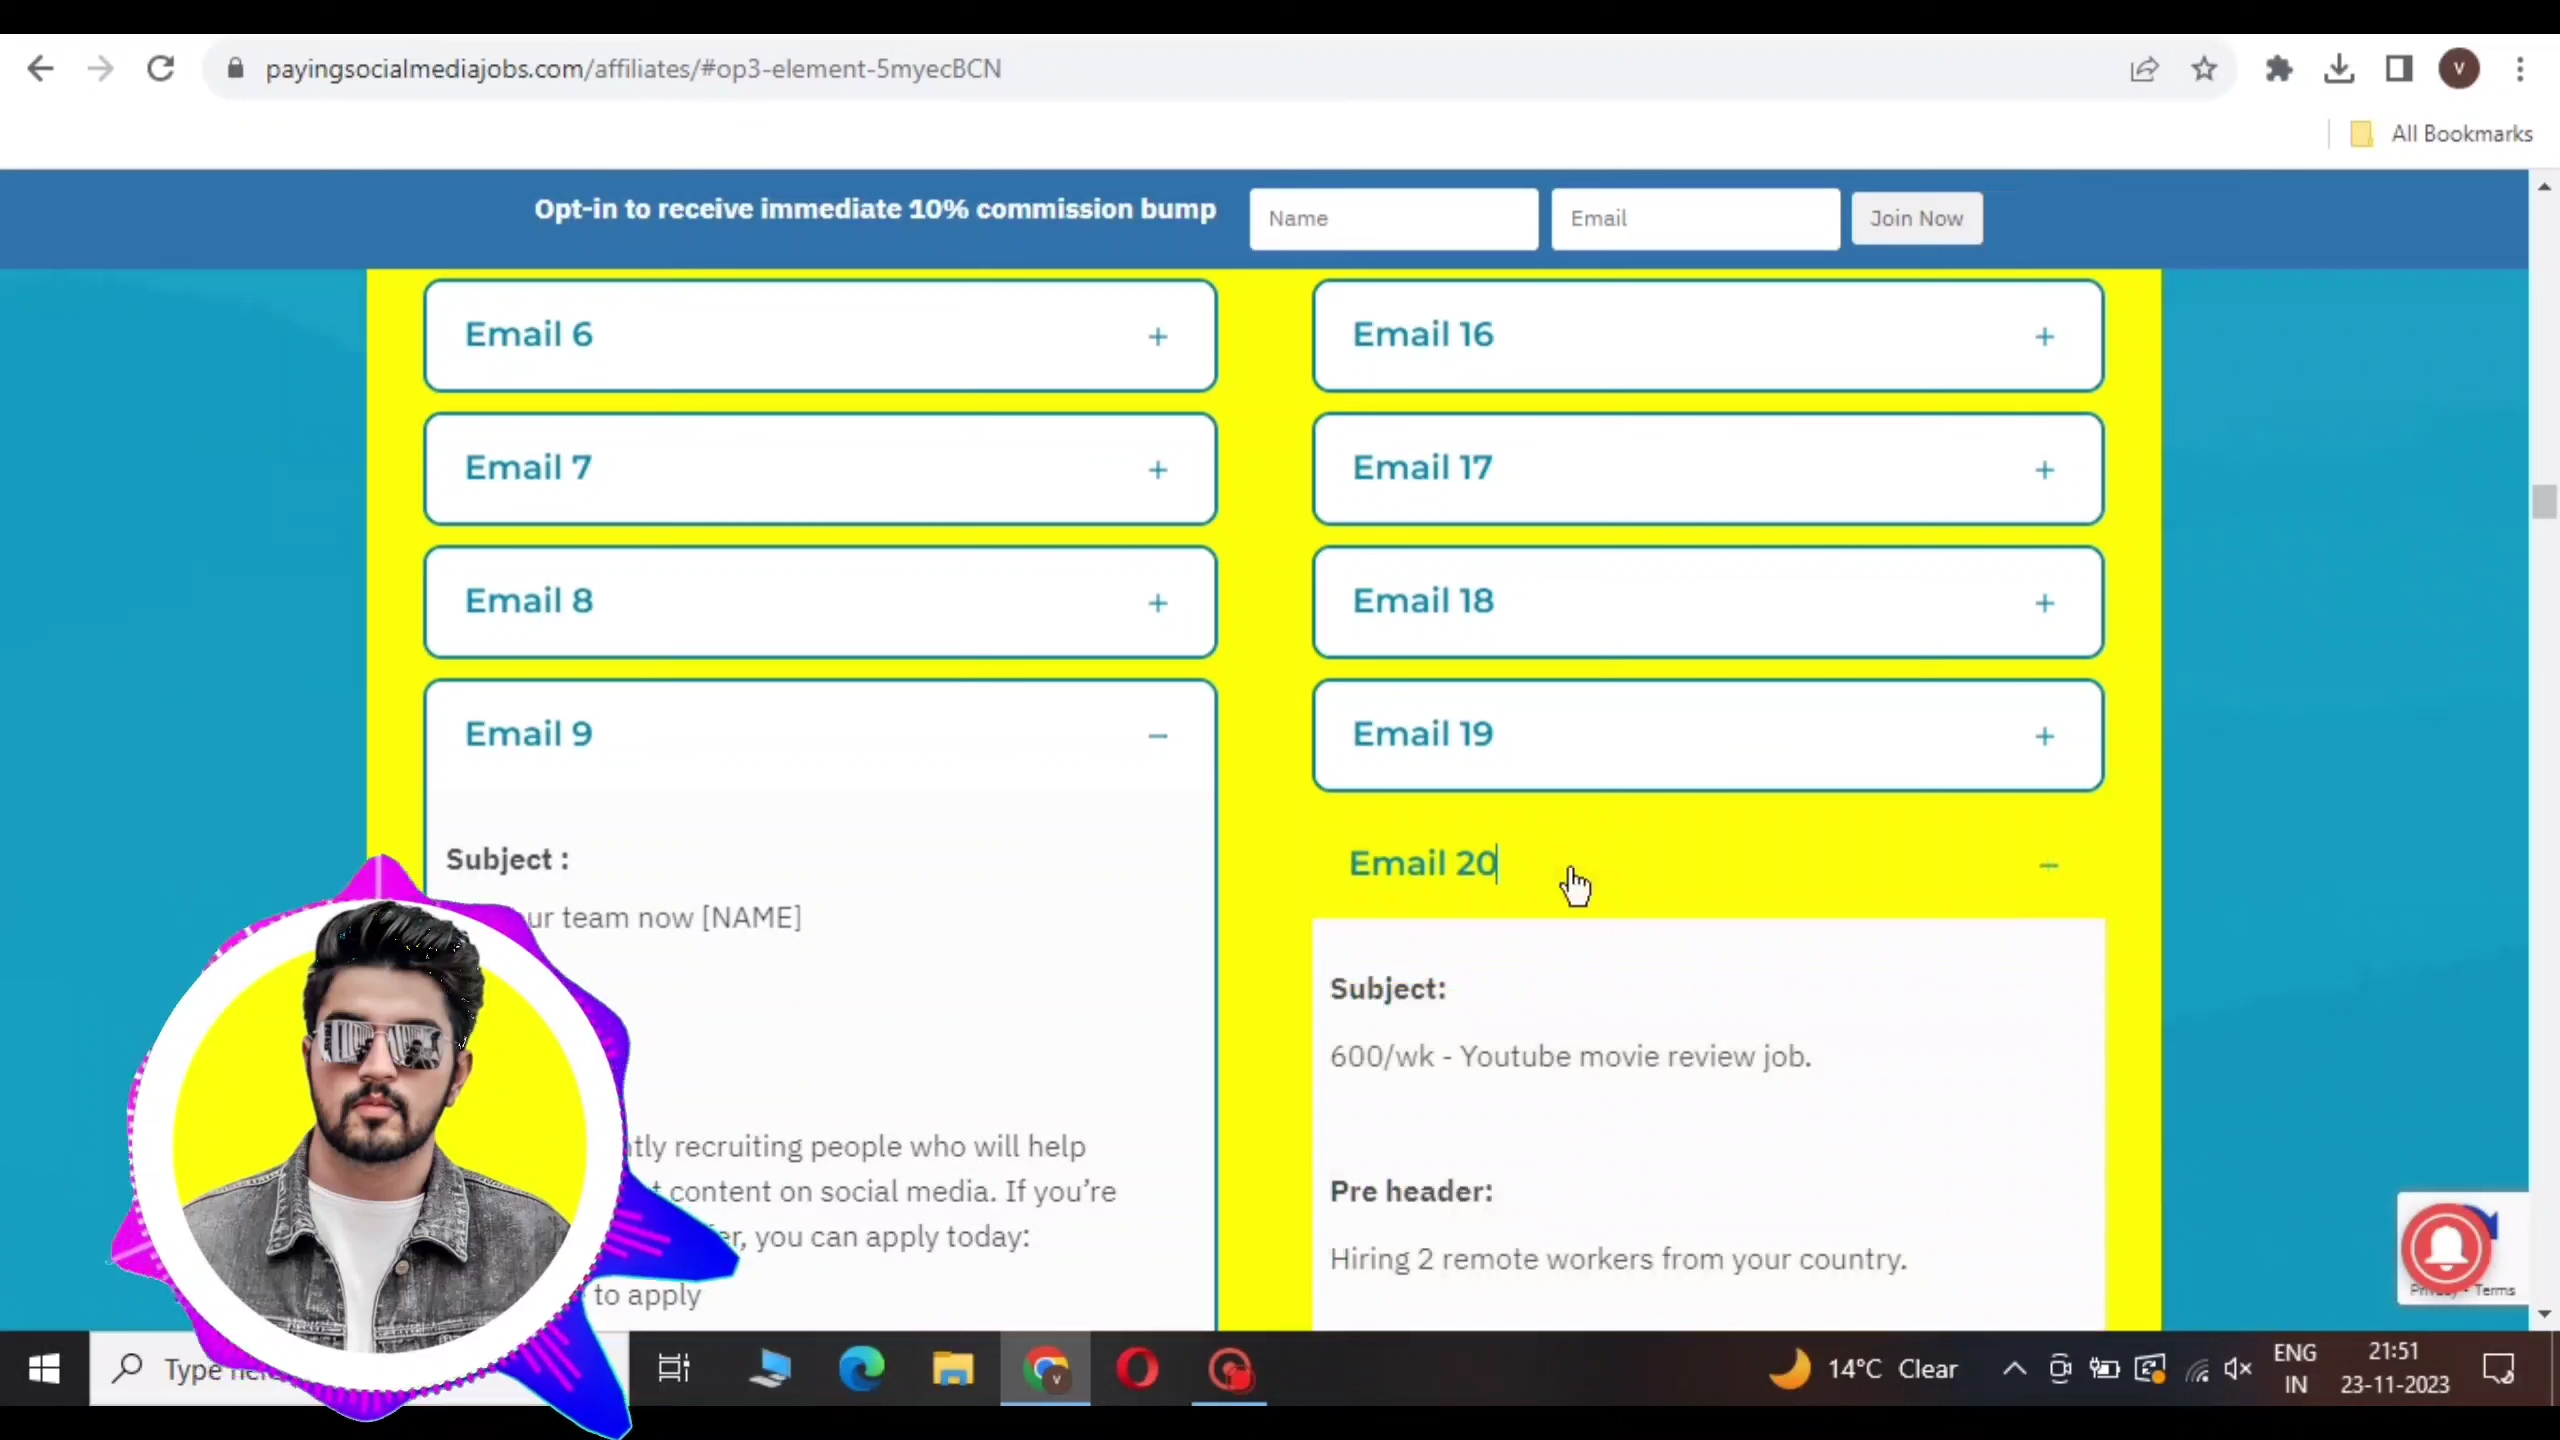 payingsocialmediajobs.com/affiliates/#op3-element-5myecBCN
V
All Bookmarks
Opt-in to receive immediate 10% commission bump
Name
Email
Join Now
Email 6
+
Email 16
+
Email 7
+
Email 17
+
Email 8
+
Email 18
+
Email 9
−
Email 19
+
Email 20
−
Subject :
ur team now [NAME]
tly recruiting people who will help
t content on social media. If you're
er, you can apply today:
to apply
Subject:
600/wk - Youtube movie review job.
Pre header:
Hiring 2 remote workers from your country.
Terms
Type
V
14°C Clear
ENG
IN
21:51
23-11-2023